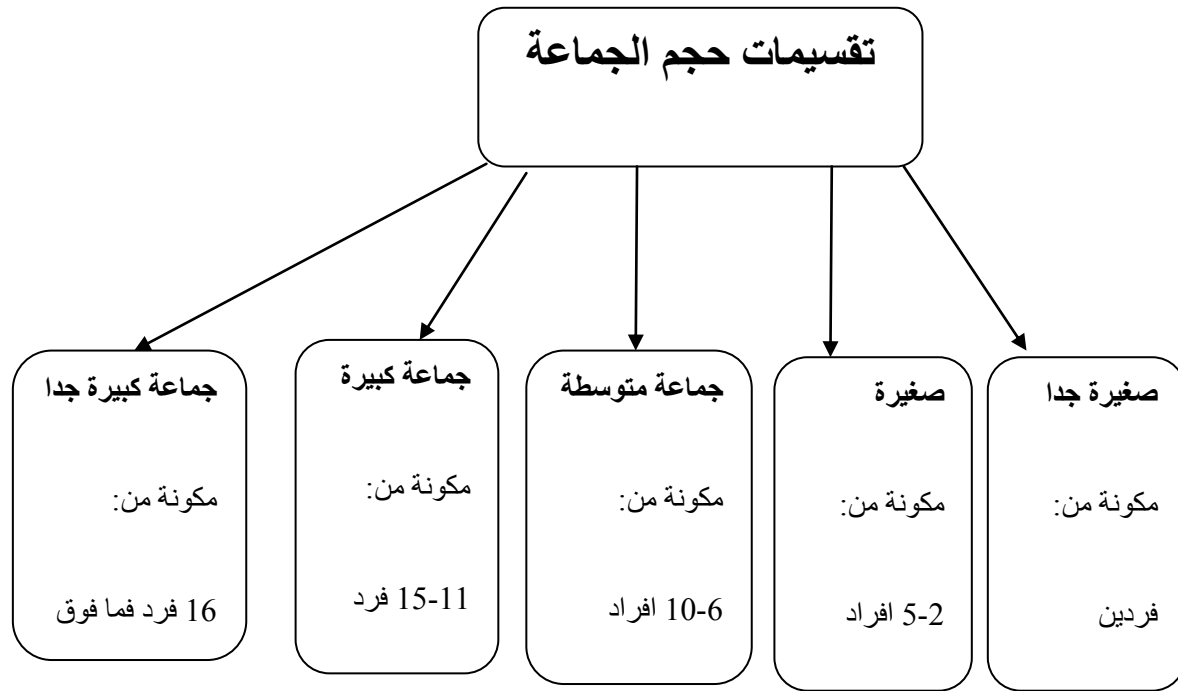 تقسيمات حجم الجماعة
صغيرة جدا
مكونة من:
فردين
صغيرة
مكونة من:
5-2 افراد
جماعة متوسطة
مكونة من:
10-6 افراد
جماعة كبيرة
مكونة من:
15-11 فرد
جماعة كبيرة جدا
مكونة من:
16 فرد فما فوق